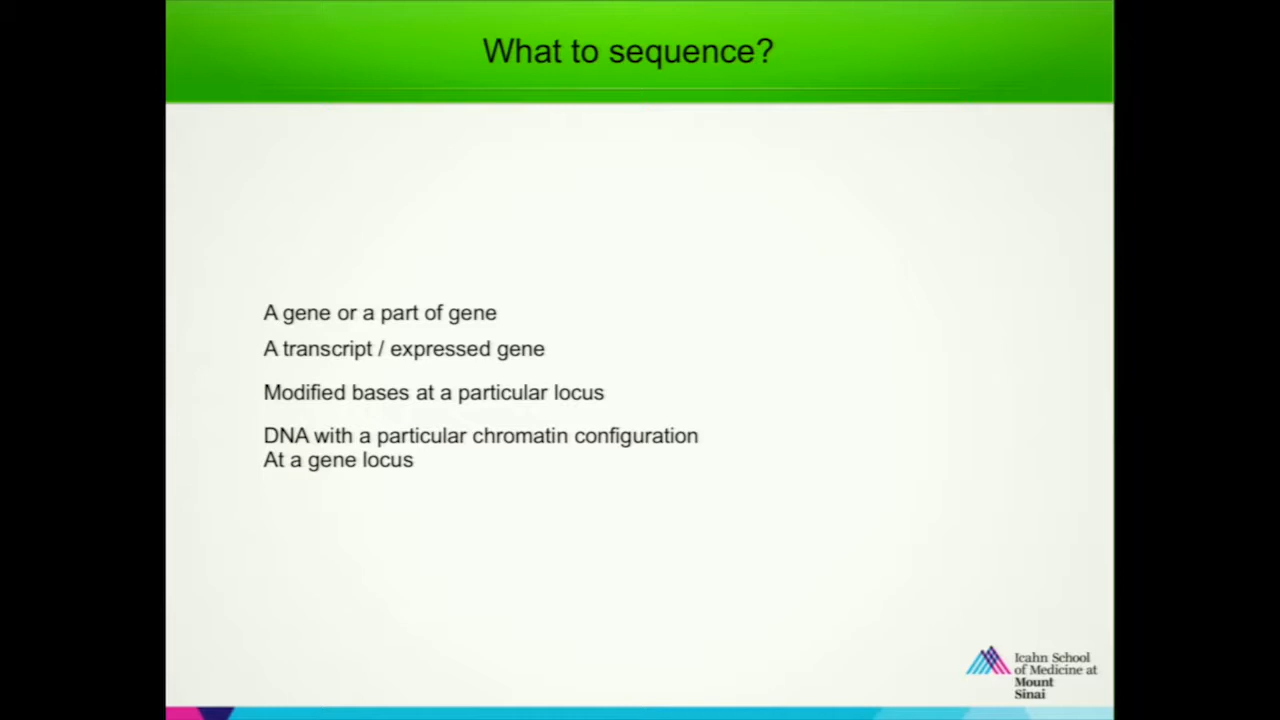 What to sequence?
A gene or a part of gene
A transcript / expressed gene
Modified bases at a particular locus
DNA with a particular chromatin configuration
At a gene locus
Icahn School
of Medicine at
Mount
Sinai